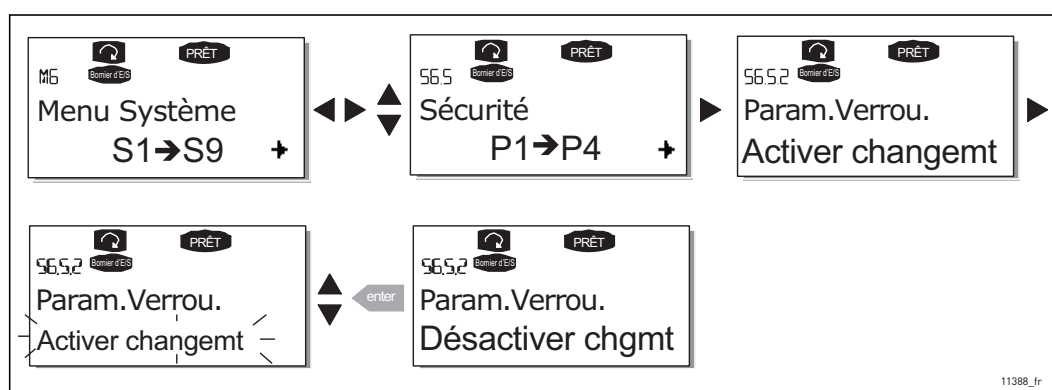 PRÊT
M6 Bornier d'E/S
Menu Système
S1➔S9
PRÊT
S6.5 Bornier d'E/S
Sécurité
P1➔P4
PRÊT
S6.5.2 Bornier d'E/S
Param.Verrou.
Activer changemt
PRÊT
S6.5.2 Bornier d'E/S
Param.Verrou.
Activer changemt
enter
PRÊT
S6.5.2 Bornier d'E/S
Param.Verrou.
Désactiver chgmt
11388_fr